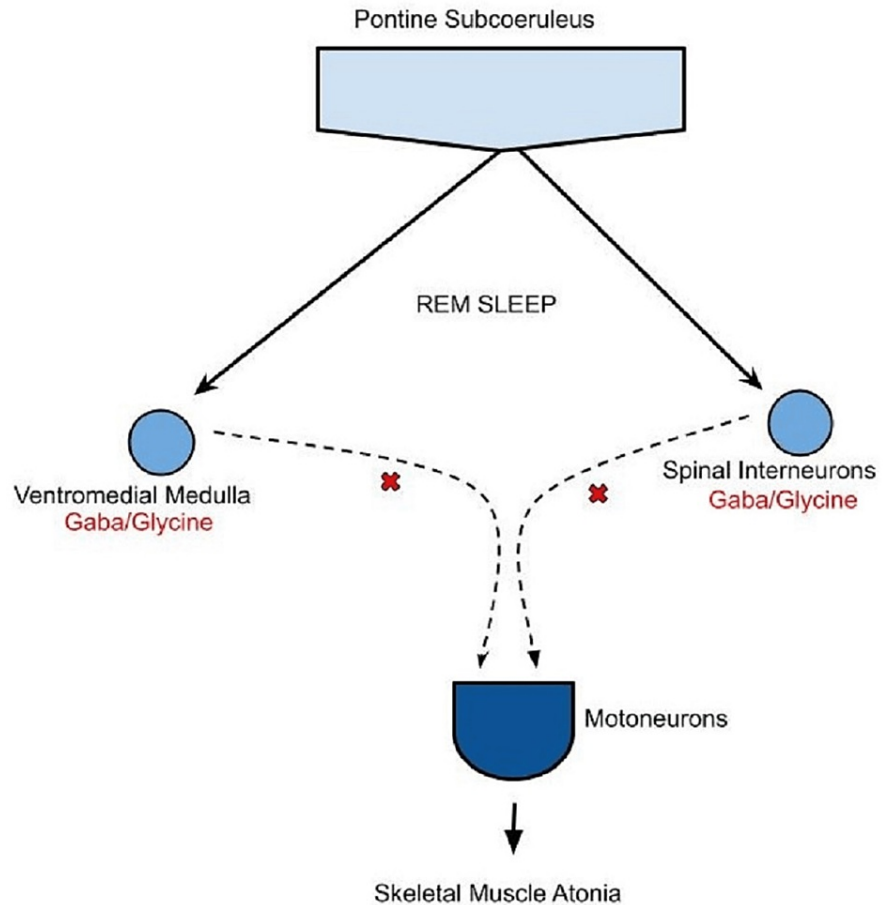 Pontine Subcoeruleus
REM SLEEP
Ventromedial Medulla
Gaba/Glycine
Spinal Interneurons
Gaba/Glycine
Motoneurons
Skeletal Muscle Atonia